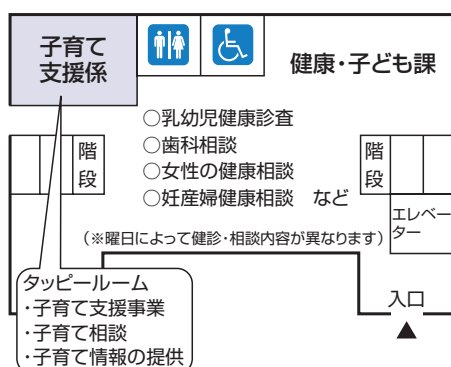 子育て
支援係
健康・子ども課
○乳幼児健康診査
○歯科相談
○女性の健康相談
○妊産婦健康相談　など
階
段
階
段
エレベー
ター
（※曜日によって健診・相談内容が異なります）
タッピールーム
・子育て支援事業
・子育て相談
・子育て情報の提供
入口